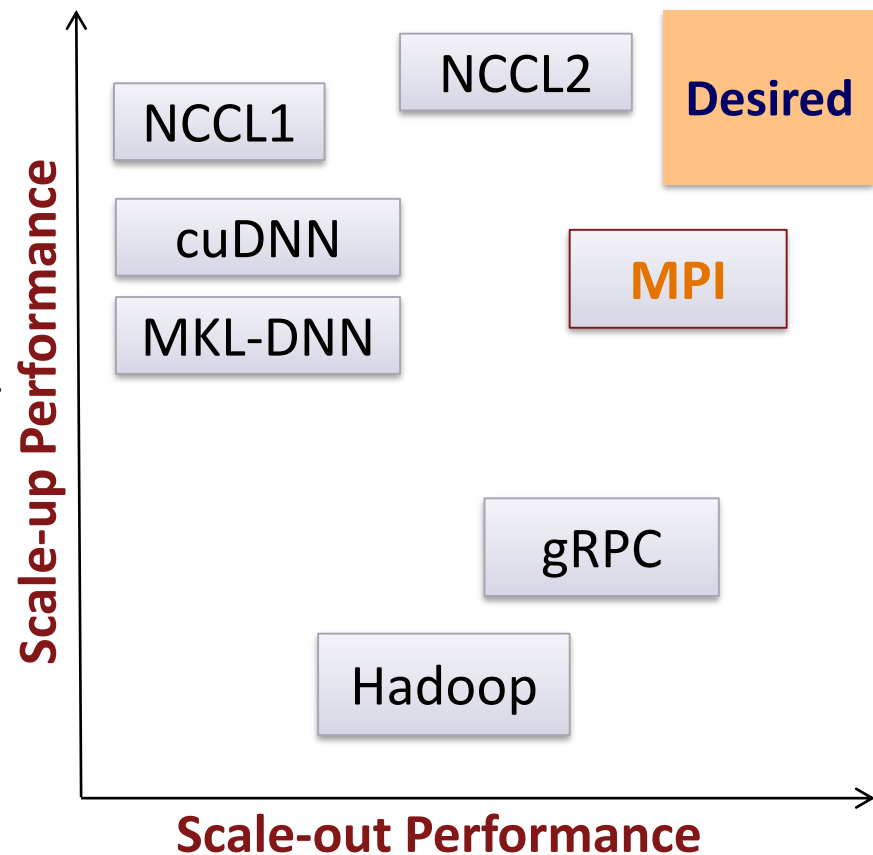 NCCL2
Desired
NCCL1
cuDNN
MPI
MKL-DNN
Scale-up Performance
gRPC
Hadoop
Scale-out Performance